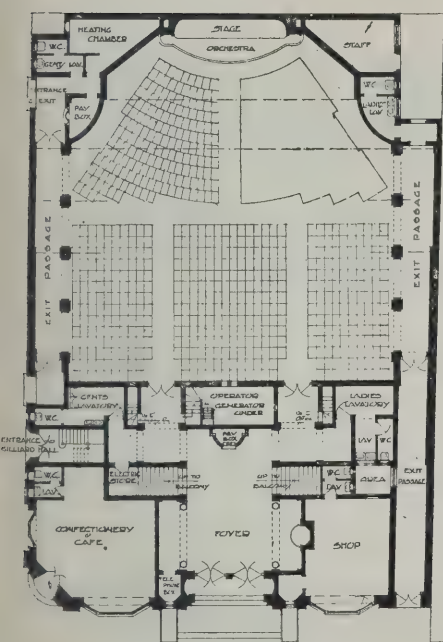 HEATING
CHAMBER
STAGE
ORCHESTRA
STAFF
W.C.
GENTS LAV.
ENTRANCE
EXIT
PAY
BOX
W.C.
LADIES
LAV.
EXIT PASSAGE
EXIT PASSAGE
GENTS
LAVATORY
W.C.
OPERATOR
GENERATOR
UNDER
LADIES
LAVATORY
PAY
BOX
LAV
W.C.
ENTRANCE TO
BILLIARD HALL
ELECTRIC
STORE
UP TO
BALCONY
UP TO
BALCONY
W.C.
LAV.
W.C.
LAV.
AREA
EXIT
PASSAGE
CONFECTIONERY
CAFE
FOYER
SHOP
TELE
PHONE
BOX